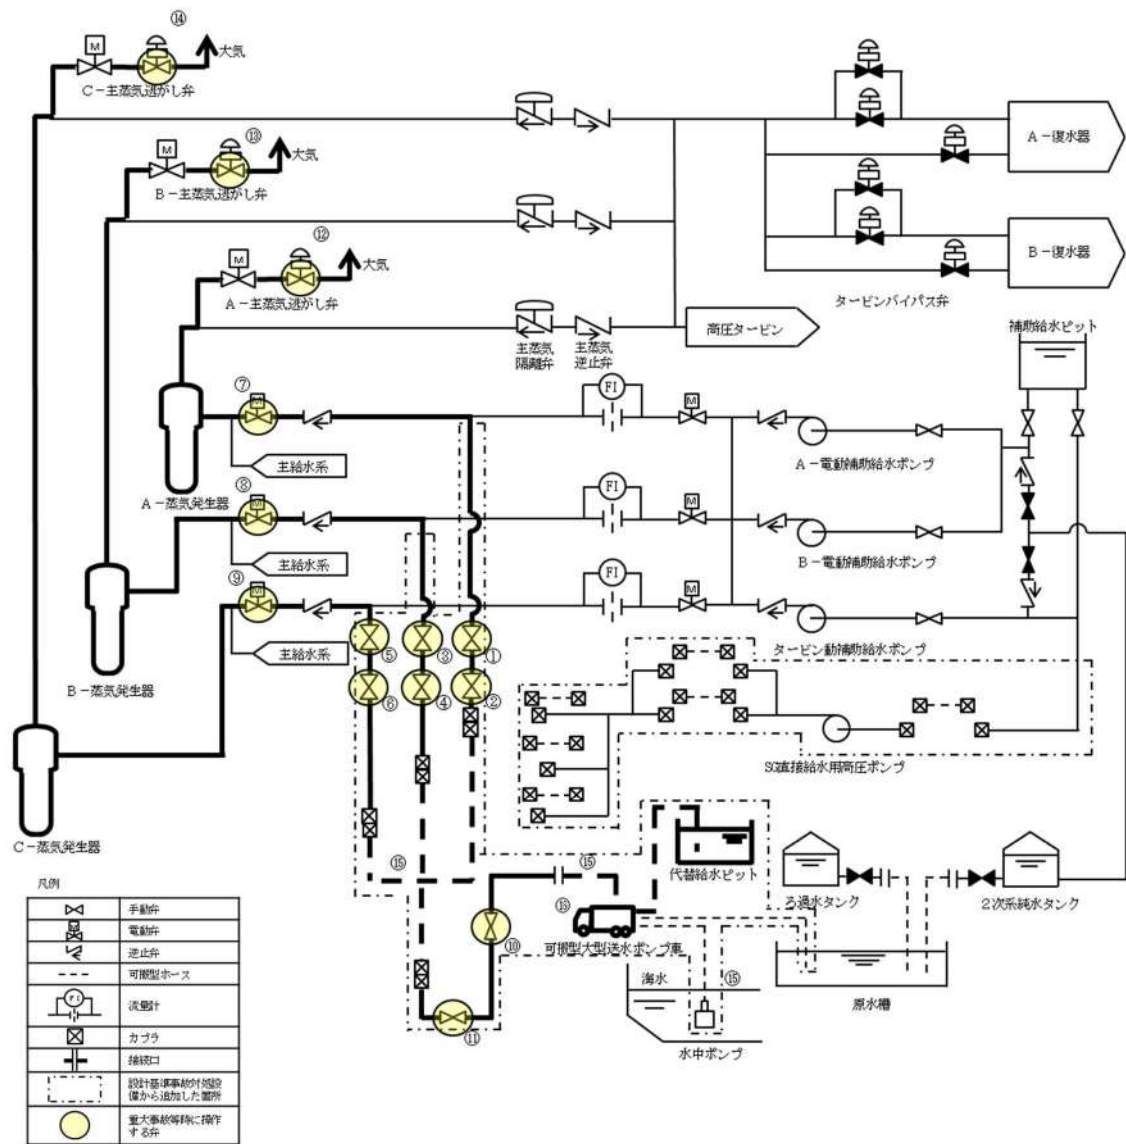 ⑭
M
大気
C-主蒸気逃がし弁
⑬
M
大気
B-主蒸気逃がし弁
⑫
M
大気
A-主蒸気逃がし弁
A-復水器
B-復水器
タービンバイパス弁
高圧タービン
主蒸気
隔離弁
主蒸気
逆止弁
補助給水ピット
⑦
M
FI
M
主給水系
A-電動補助給水ポンプ
A-蒸気発生器
⑧
M
FI
M
主給水系
B-電動補助給水ポンプ
⑨
M
FI
M
主給水系
タービン動補助給水ポンプ
B-蒸気発生器
⑤
③
①
⑥
④
②
SG直接給水用高圧ポンプ
C-蒸気発生器
⑮
⑮
代替給水ピット
ろ過水タンク
2次系純水タンク
⑯
可搬型大型送水ポンプ車
⑩
海水
⑮
原水槽
⑪
水中ポンプ
凡例
手動弁
M
電動弁
逆止弁
可搬型ホース
FI
流量計
カプラ
接続口
設計基準事故対処設
備から追加した箇所
重大事故等時に操作
する弁